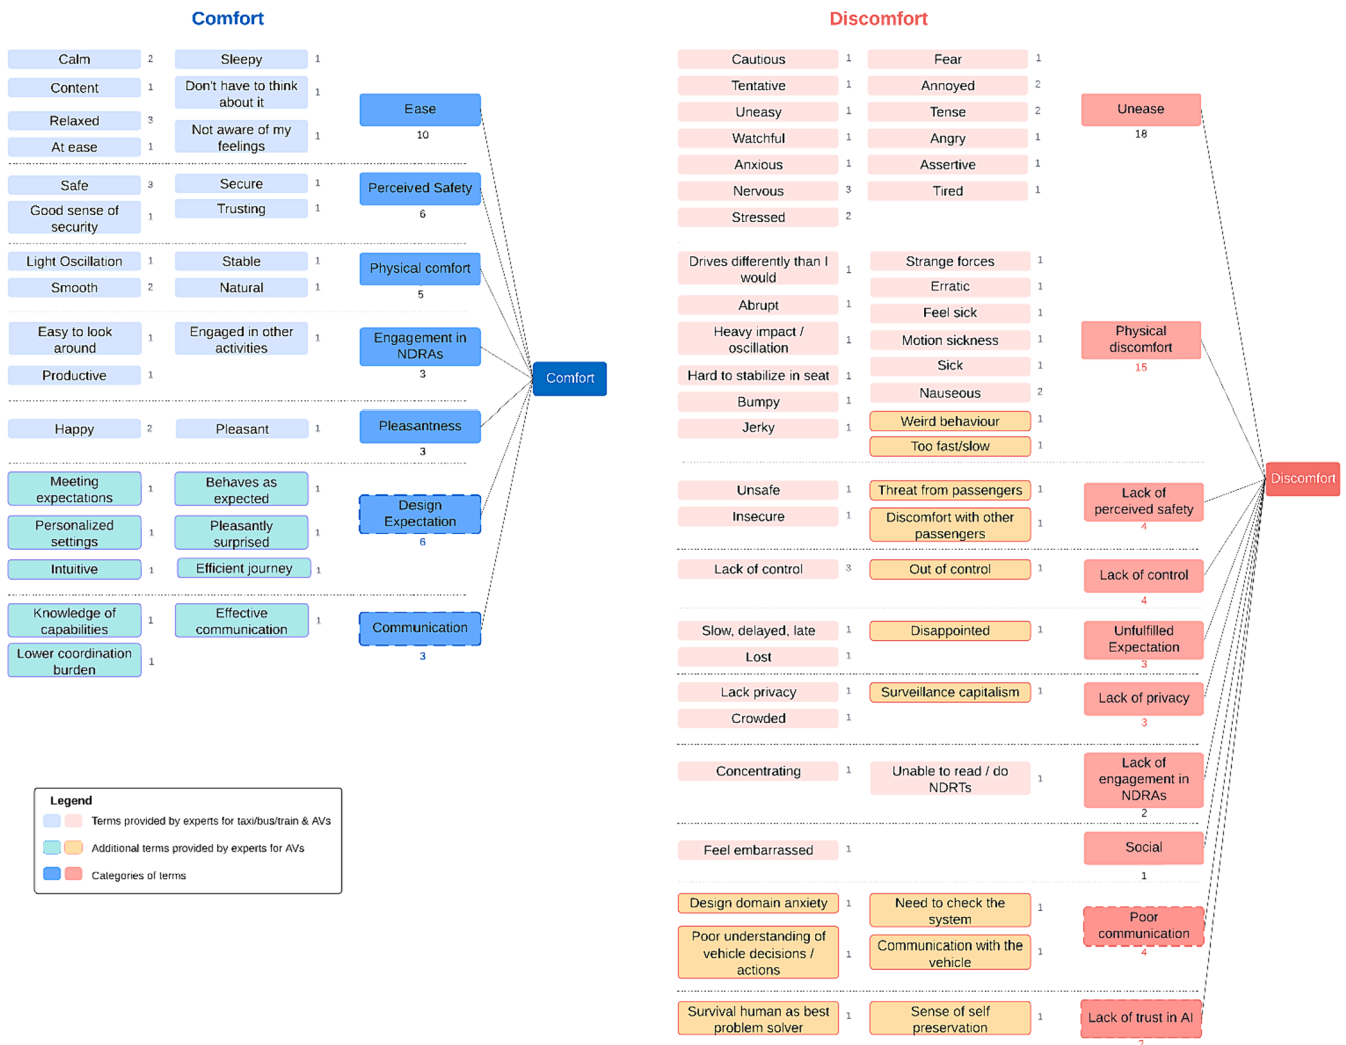 Comfort
Calm 2
Sleepy 1
Content 1
Don't have to think
about it 1
Relaxed 3
Not aware of my
feelings 1
At ease 1
Ease
10
Safe 3
Secure 1
Good sense of
security 1
Trusting 1
Perceived Safety
6
Light Oscillation 1
Stable 1
Smooth 2
Natural 1
Physical comfort
5
Easy to look
around 1
Engaged in other
activities 1
Productive 1
Engagement in
NDRAs
3
Happy 2
Pleasant 1
Pleasantness
3
Meeting
expectations 1
Behaves as
expected 1
Personalized
settings 1
Pleasantly
surprised 1
Intuitive 1
Efficient journey 1
Design
Expectation
6
Knowledge of
capabilities 1
Effective
communication 1
Lower coordination
burden 1
Communication
3
Comfort
Legend
Terms provided by experts for taxi/bus/train & AVs
Additional terms provided by experts for AVs
Categories of terms
Discomfort
Cautious 1
Fear 1
Tentative 1
Annoyed 2
Uneasy 1
Tense 2
Watchful 1
Angry 1
Anxious 1
Assertive 1
Nervous 3
Tired 1
Stressed 2
Unease
18
Drives differently than I
would 1
Strange forces 1
Erratic 1
Abrupt 1
Feel sick 1
Heavy impact /
oscillation 1
Motion sickness 1
Hard to stabilize in seat 1
Sick 1
Bumpy 1
Nauseous 2
Jerky 1
Weird behaviour 1
Too fast/slow 1
Physical
discomfort
15
Unsafe 1
Threat from passengers 1
Insecure 1
Discomfort with other
passengers 1
Lack of
perceived safety
4
Lack of control 3
Out of control 1
Lack of control
4
Slow, delayed, late 1
Disappointed 1
Lost 1
Unfulfilled
Expectation
3
Lack privacy 1
Surveillance capitalism 1
Crowded 1
Lack of privacy
3
Concentrating 1
Unable to read / do
NDRTs 1
Lack of
engagement in
NDRAs
2
Feel embarrassed 1
Social
1
Design domain anxiety 1
Need to check the
system 1
Poor understanding of
vehicle decisions /
actions 1
Communication with the
vehicle 1
Poor
communication
4
Survival human as best
problem solver 1
Sense of self
preservation 1
Lack of trust in AI
2
Discomfort